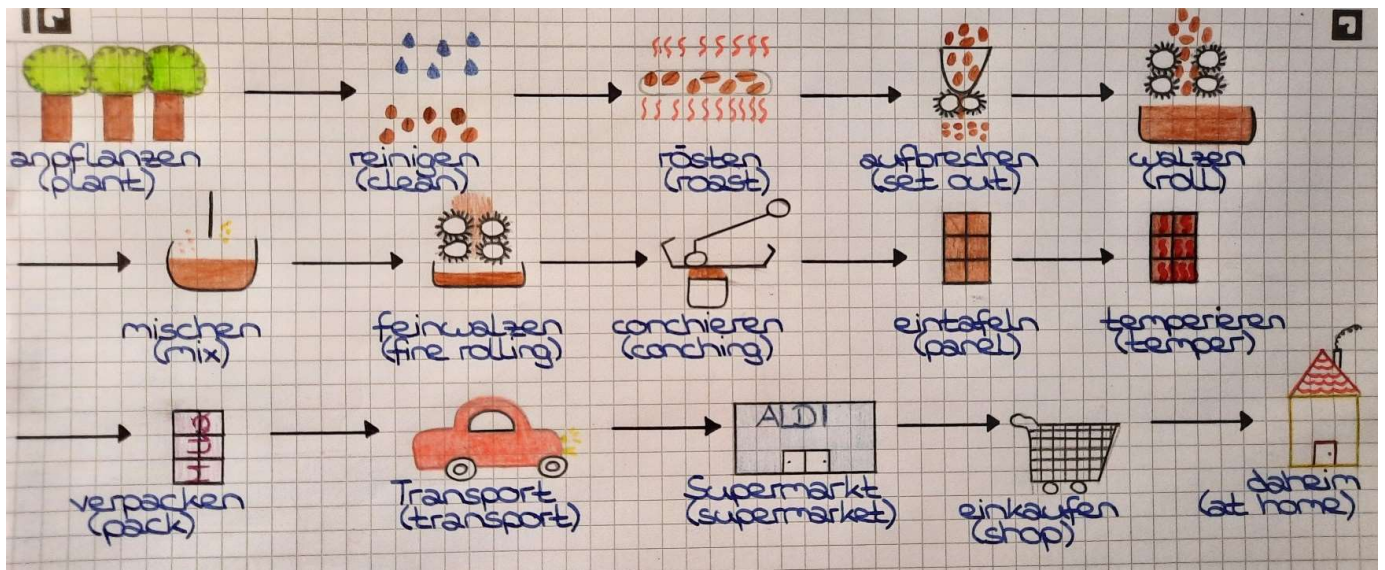 anpflanzen
(plant)
reinigen
(clean)
rösten
(roast)
aufbrechen
(set out)
walzen
(roll)
mischen
(mix)
feinwalzen
(fine rolling)
conchieren
(conching)
eintafeln
(panel)
temperieren
(temper)
verpacken
(pack)
Transport
(transport)
ALDI
Supermarkt
(supermarket)
einkaufen
(shop)
daheim
(at home)